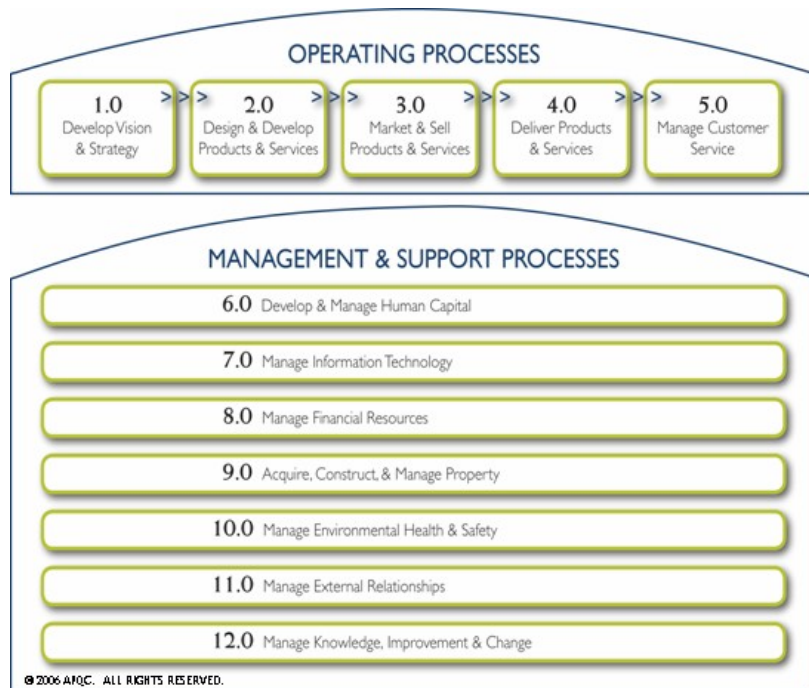 OPERATING PROCESSES
1.0 >>> 2.0 >>> 3.0 >>> 4.0 >>> 5.0
Develop Vision Design & Develop Market & Sell Deliver Products Manage Customer
& Strategy Products & Services Products & Services & Services Service
MANAGEMENT & SUPPORT PROCESSES
6.0 Develop & Manage Human Capital
7.0 Manage Information Technology
8.0 Manage Financial Resources
9.0 Acquire, Construct, & Manage Property
10.0 Manage Environmental Health & Safety
11.0 Manage External Relationships
12.0 Manage Knowledge, Improvement & Change
© 2006 APQC. ALL RIGHTS RESERVED.